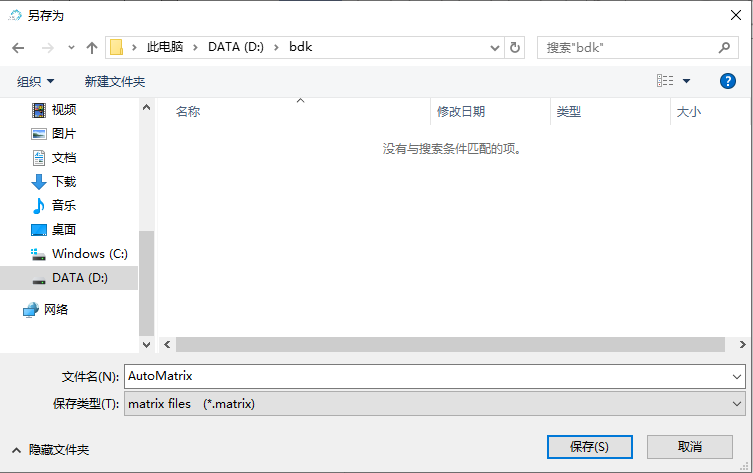 另存为
此电脑 DATA (D:) bdk
搜索"bdk"
组织 新建文件夹
名称 修改日期 类型 大小
没有与搜索条件匹配的项。
视频
图片
文档
下载
音乐
桌面
Windows (C:)
DATA (D:)
网络
文件名(N): AutoMatrix
保存类型(T): matrix files (*.matrix)
隐藏文件夹
保存(S) 取消